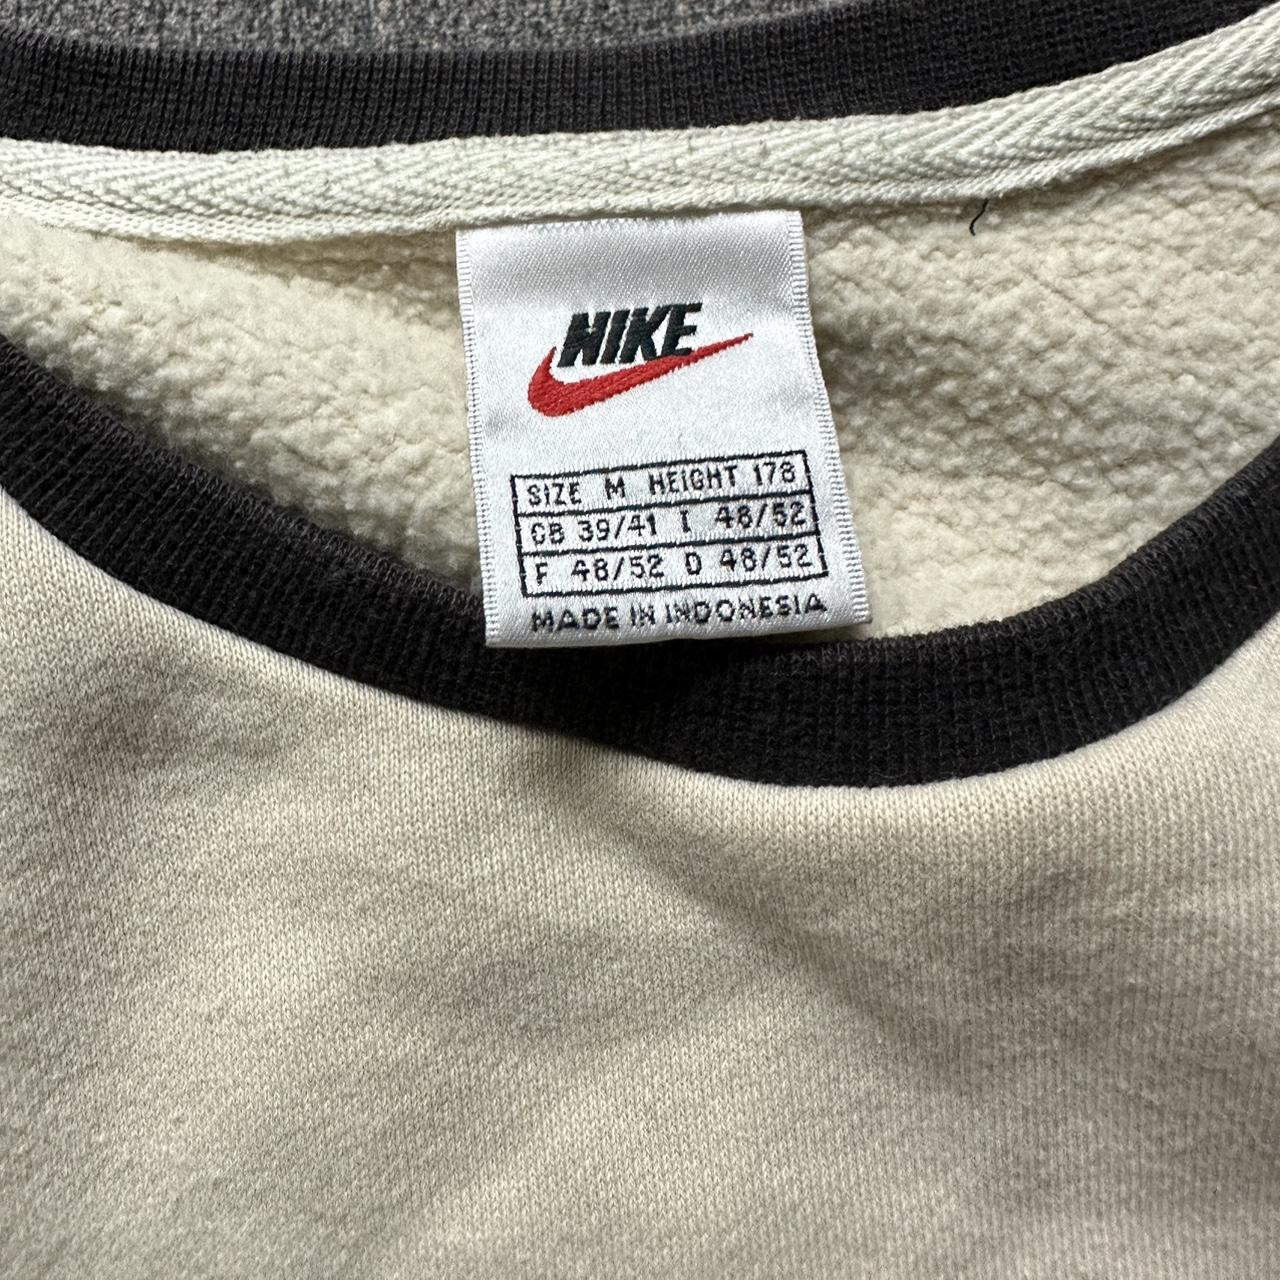 NIKE
SIZE M HEIGHT 178
GB 39/41 I 48/52
F 48/52 D 48/52
MADE IN INDONESIA